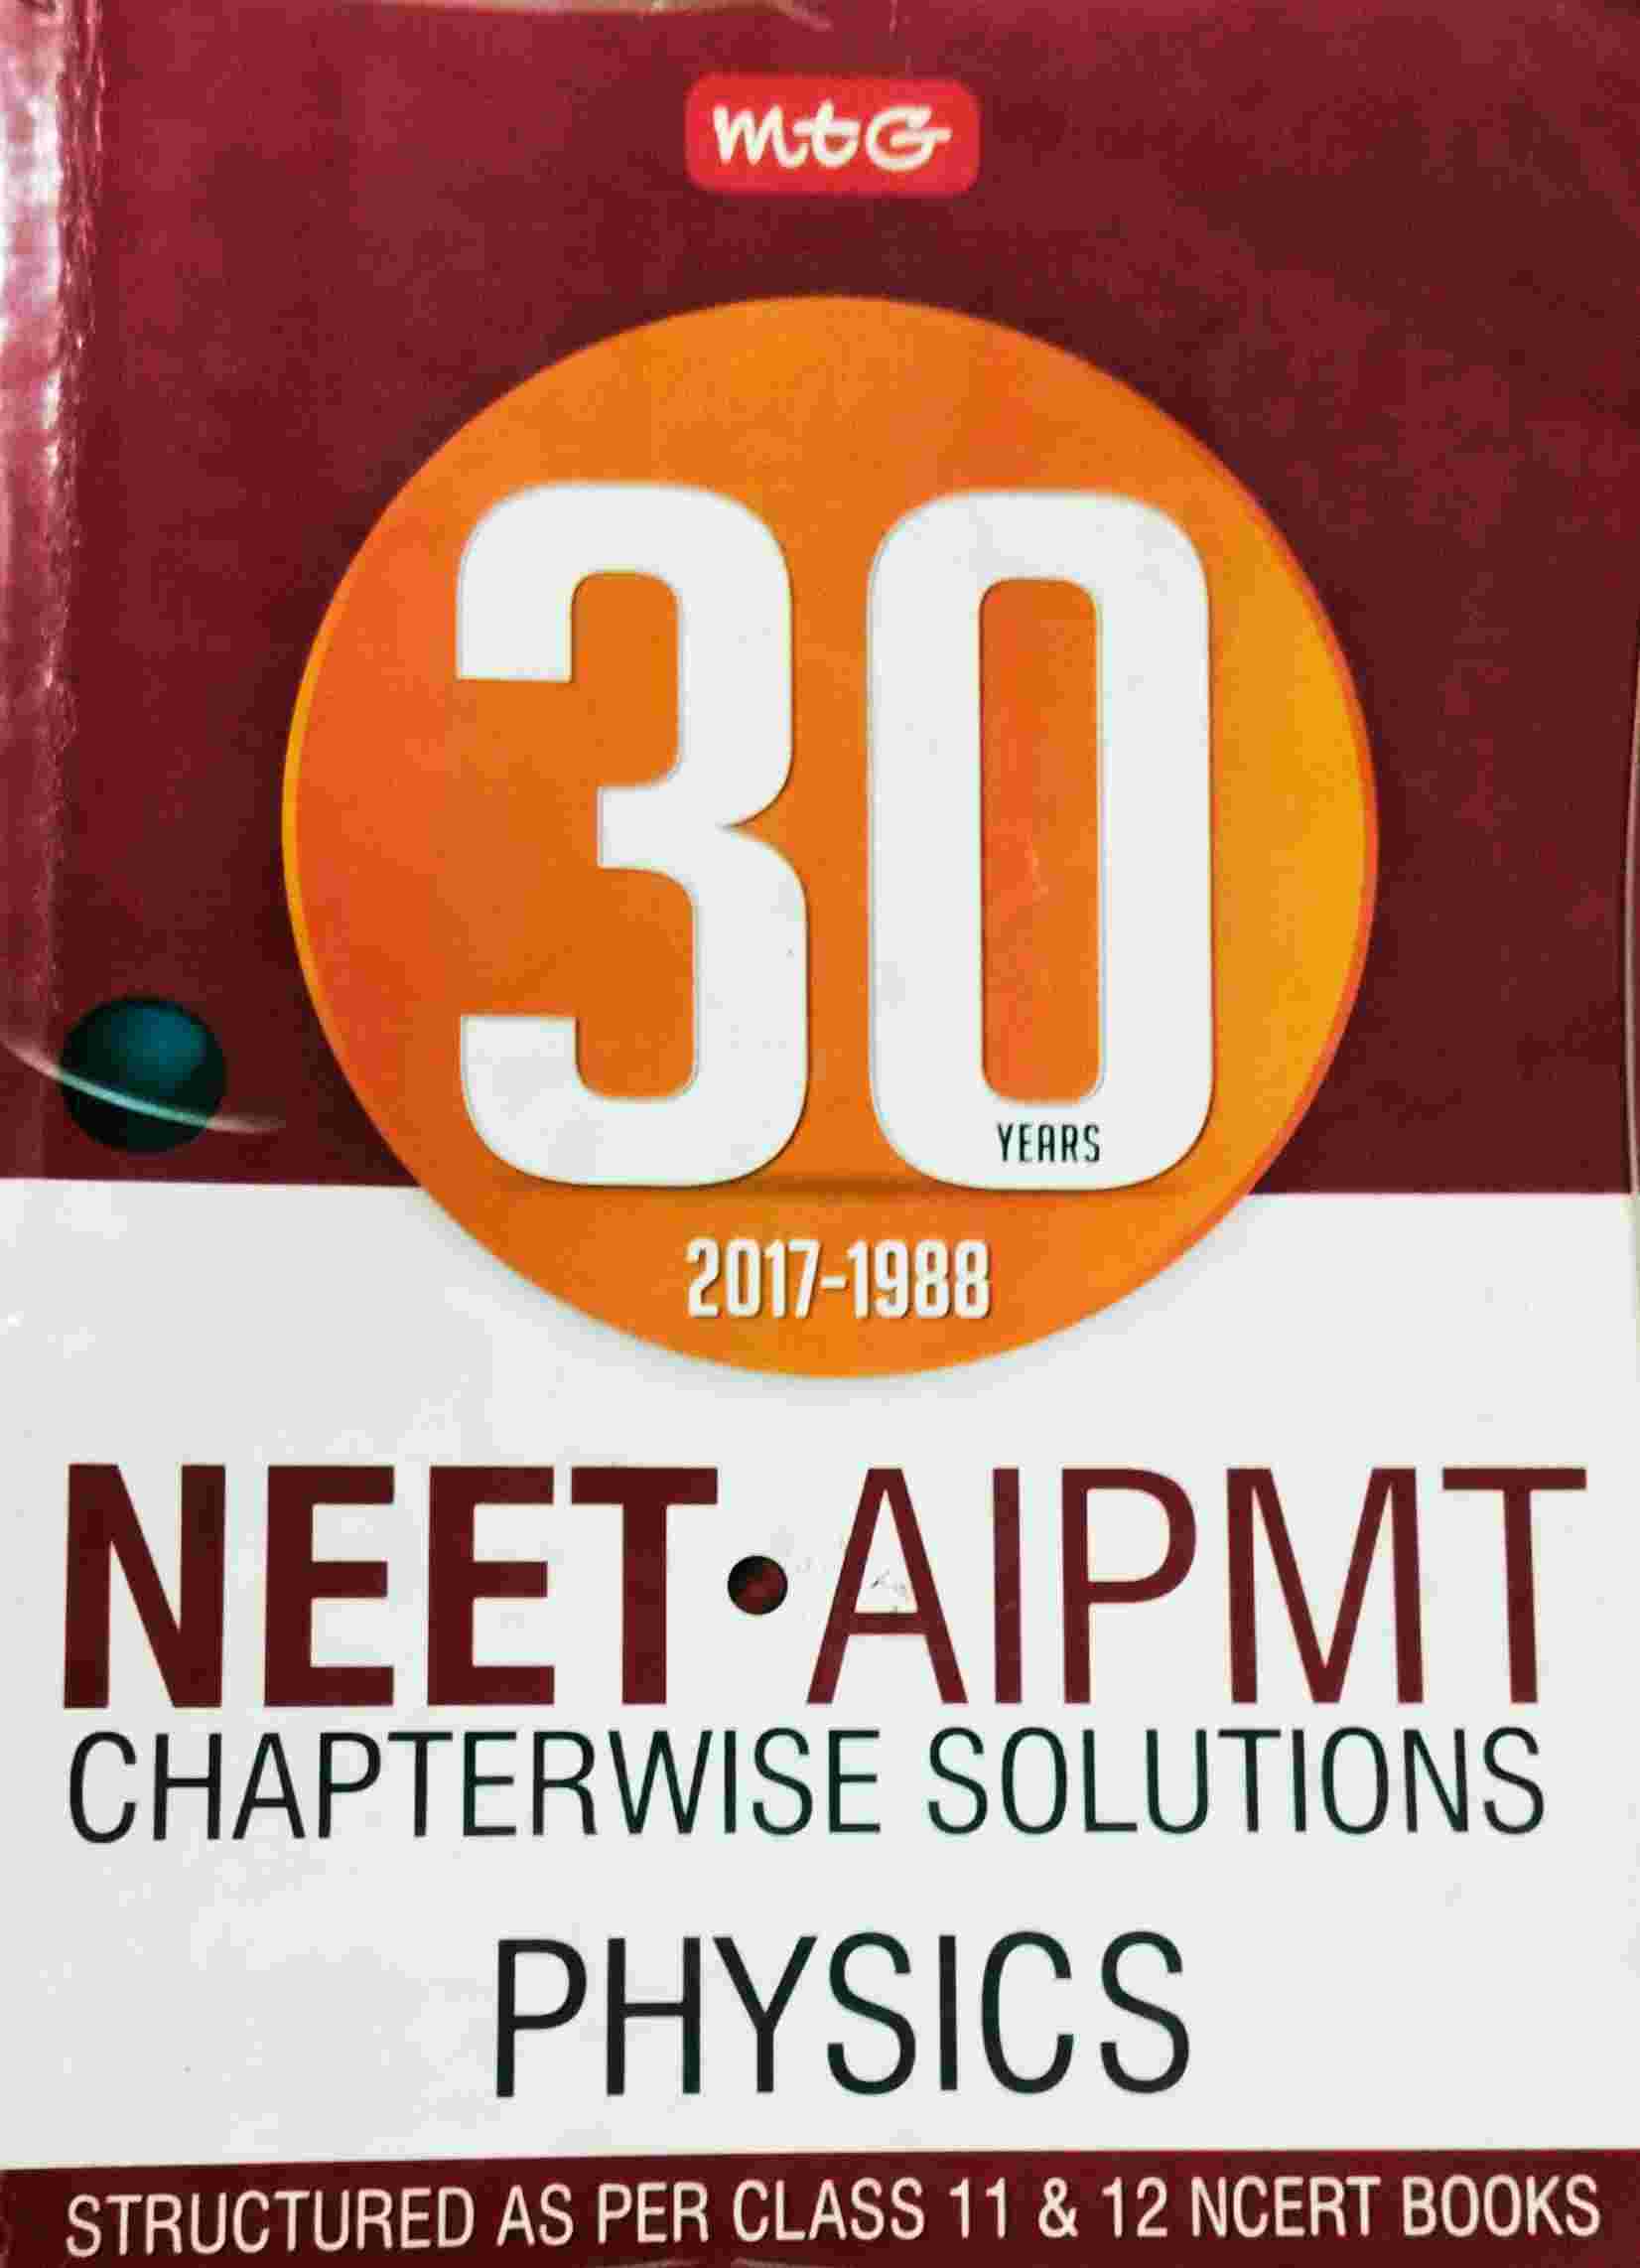 mtG
30
YEARS
2017-1988
NEET•AIPMT
CHAPTERWISE SOLUTIONS
PHYSICS
STRUCTURED AS PER CLASS 11 & 12 NCERT BOOKS